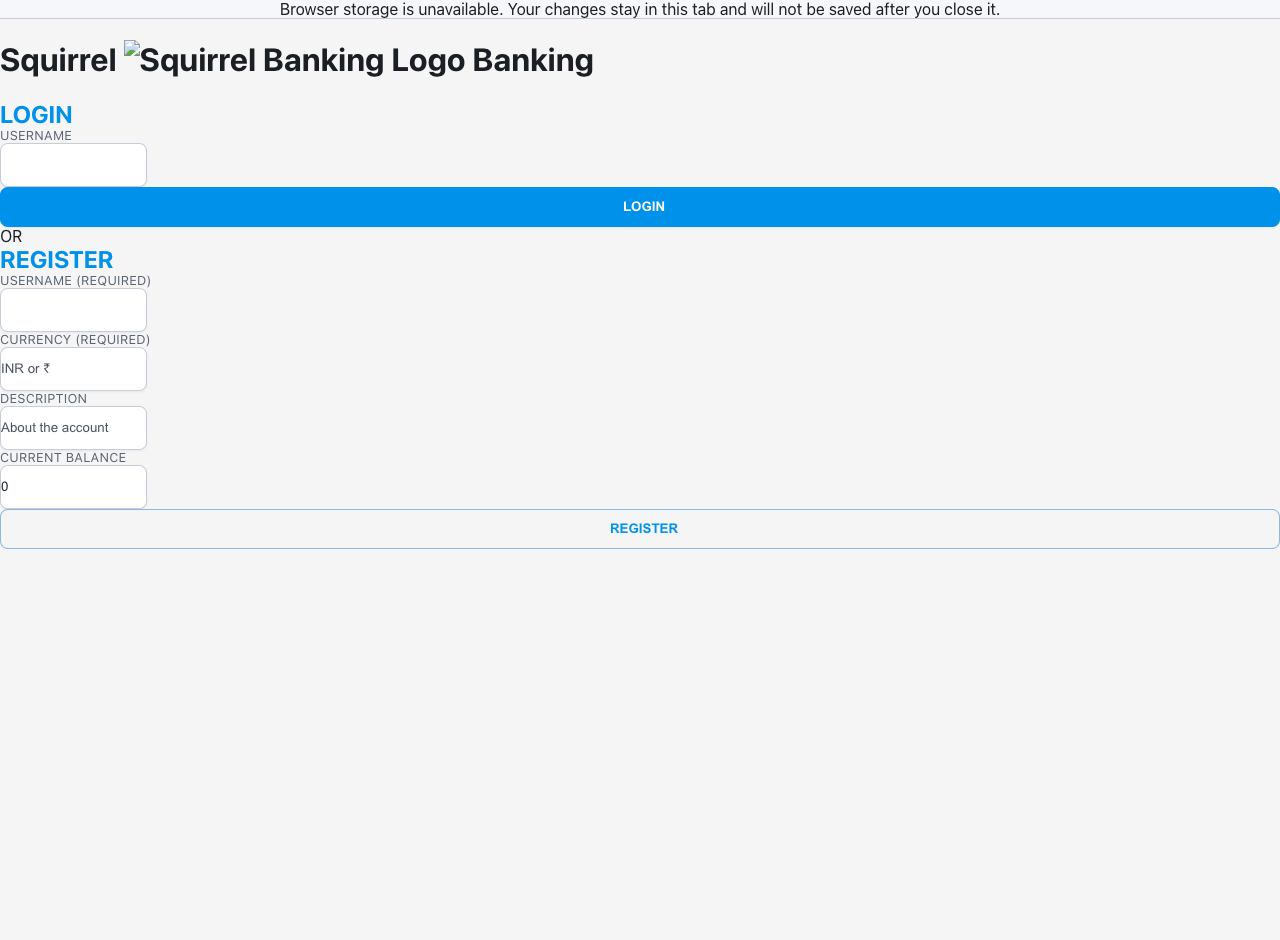 Browser storage is unavailable. Your changes stay in this tab and will not be saved after you close it.
Squirrel Squirrel Banking Logo Banking
LOGIN
USERNAME
LOGIN
OR
REGISTER
USERNAME (REQUIRED)
CURRENCY (REQUIRED)
INR or ₹
DESCRIPTION
About the account
CURRENT BALANCE
0
REGISTER